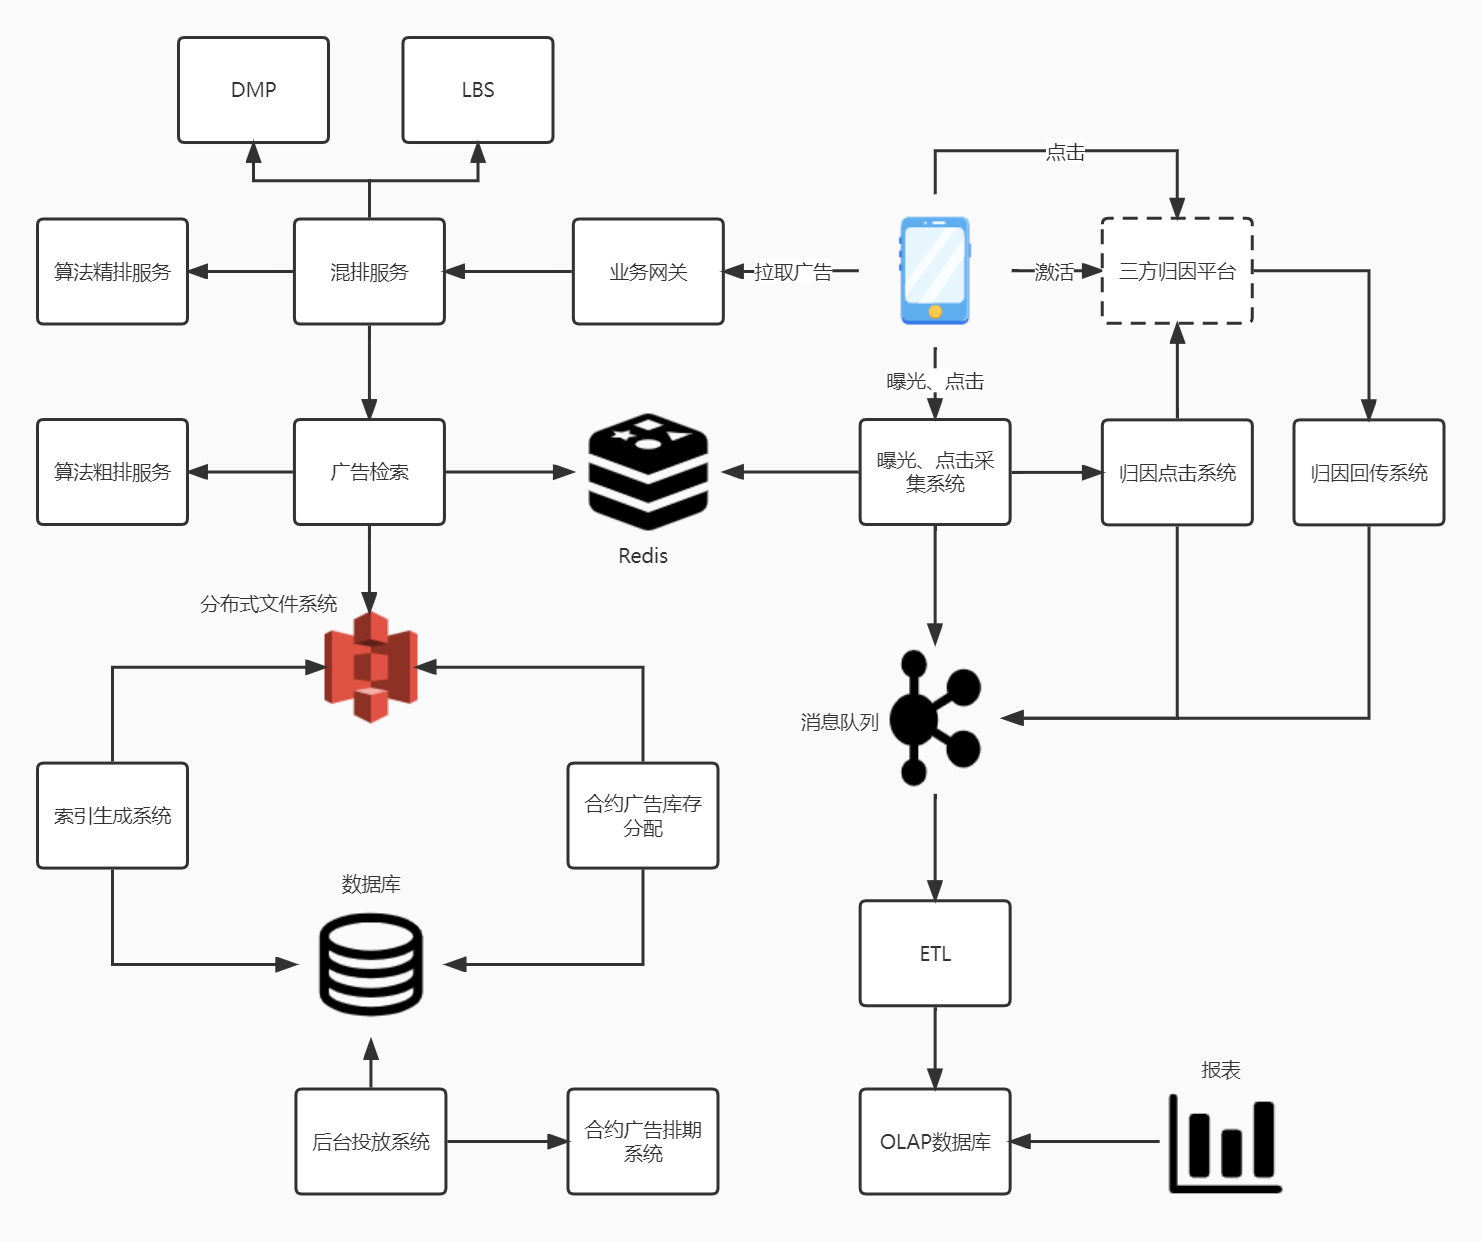 DMP
LBS
点击
算法精排服务
混排服务
业务网关
拉取广告
激活
三方归因平台
曝光、点击
算法粗排服务
广告检索
Redis
曝光、点击采
集系统
归因点击系统
归因回传系统
分布式文件系统
消息队列
索引生成系统
合约广告库存
分配
数据库
ETL
报表
后台投放系统
合约广告排期
系统
OLAP数据库